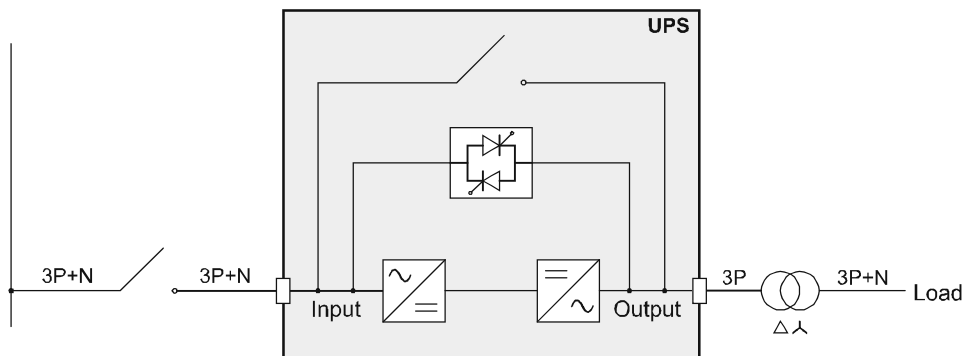 UPS
3P+N
3P+N
Input
Output
3P
3P+N
Load